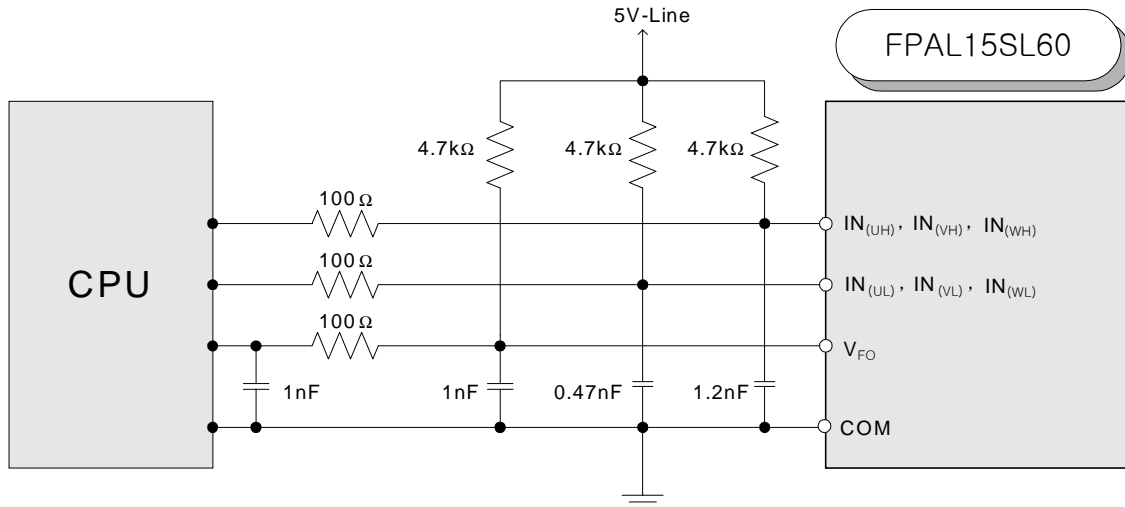 5V-Line
FPAL15SL60
4.7kΩ 4.7kΩ 4.7kΩ
100Ω
IN(UH), IN(VH), IN(WH)
CPU
100Ω
IN(UL), IN(VL), IN(WL)
100Ω
VFO
1nF 1nF 0.47nF 1.2nF
COM